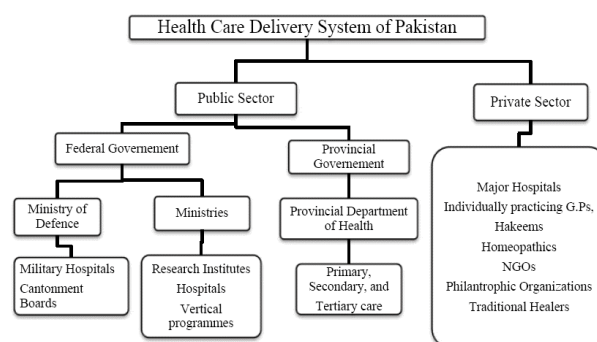 Health Care Delivery System of Pakistan
Public Sector
Private Sector
Federal Governement
Provincial
Governement
Ministry of
Defence
Ministries
Provincial Department
of Health
Military Hospitals
Cantonment
Boards
Research Institutes
Hospitals
Vertical
programmes
Primary,
Secondary, and
Tertiary care
Major Hospitals
Individually practicing G.Ps,
Hakeems
Homeopathics
NGOs
Philantrophic Organizations
Traditional Healers